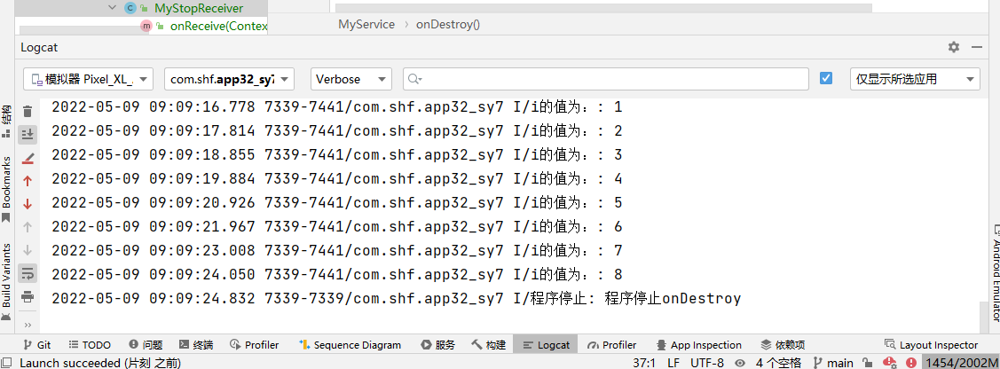 MyStopReceiver
onReceive(Contex
MyService > onDestroy()
Logcat
模拟器 Pixel_XL_ com.shf.app32_sy7 Verbose 仅显示所选应用
结构
Bookmarks
Build Variants
2022-05-09 09:09:16.778 7339-7441/com.shf.app32_sy7 I/i的值为：: 1
2022-05-09 09:09:17.814 7339-7441/com.shf.app32_sy7 I/i的值为：: 2
2022-05-09 09:09:18.855 7339-7441/com.shf.app32_sy7 I/i的值为：: 3
2022-05-09 09:09:19.884 7339-7441/com.shf.app32_sy7 I/i的值为：: 4
2022-05-09 09:09:20.926 7339-7441/com.shf.app32_sy7 I/i的值为：: 5
2022-05-09 09:09:21.967 7339-7441/com.shf.app32_sy7 I/i的值为：: 6
2022-05-09 09:09:23.008 7339-7441/com.shf.app32_sy7 I/i的值为：: 7
2022-05-09 09:09:24.050 7339-7441/com.shf.app32_sy7 I/i的值为：: 8
2022-05-09 09:09:24.832 7339-7339/com.shf.app32_sy7 I/程序停止: 程序停止onDestroy
Android Emulator
Git TODO 问题 终端 Profiler Sequence Diagram 服务 构建 Logcat Profiler App Inspection 依赖项 Layout Inspector
Launch succeeded (片刻 之前) 37:1 LF UTF-8 4 个空格 main 1454/2002M